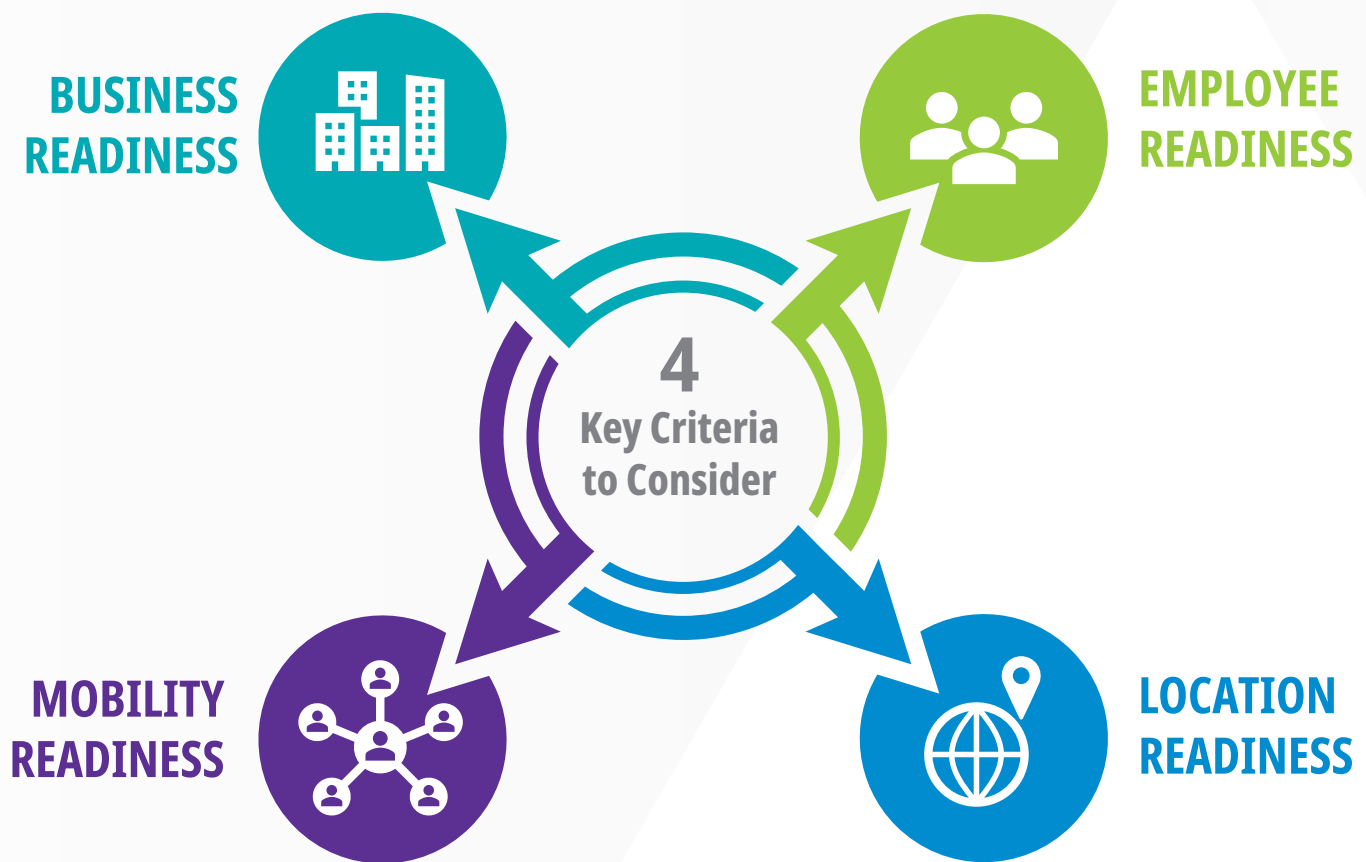 BUSINESS
READINESS
EMPLOYEE
READINESS
4
Key Criteria
to Consider
MOBILITY
READINESS
LOCATION
READINESS